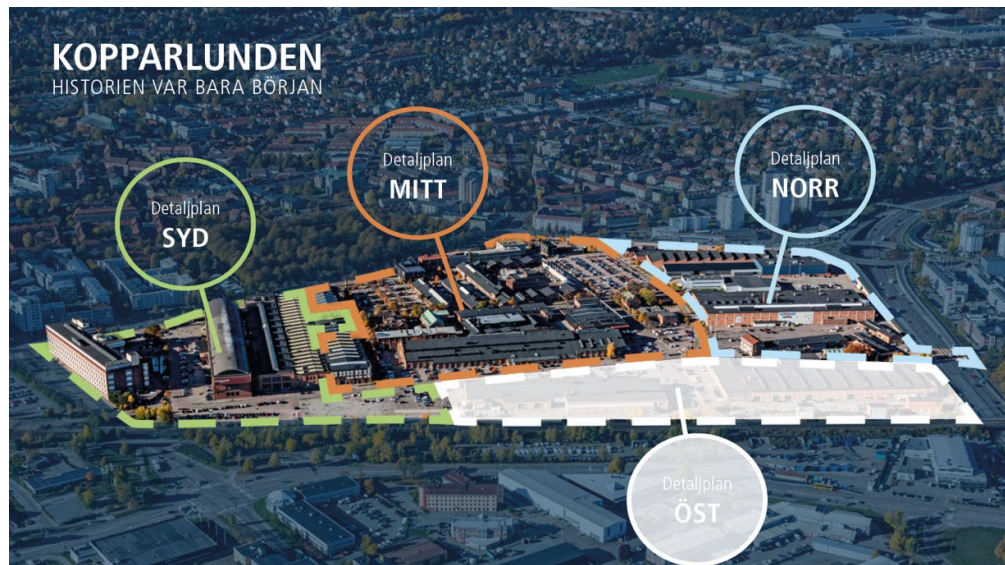 KOPPARLUNDEN
HISTORIEN VAR BARA BÖRJAN
Detaljplan
SYD
Detaljplan
MITT
Detaljplan
NORR
Detaljplan
ÖST